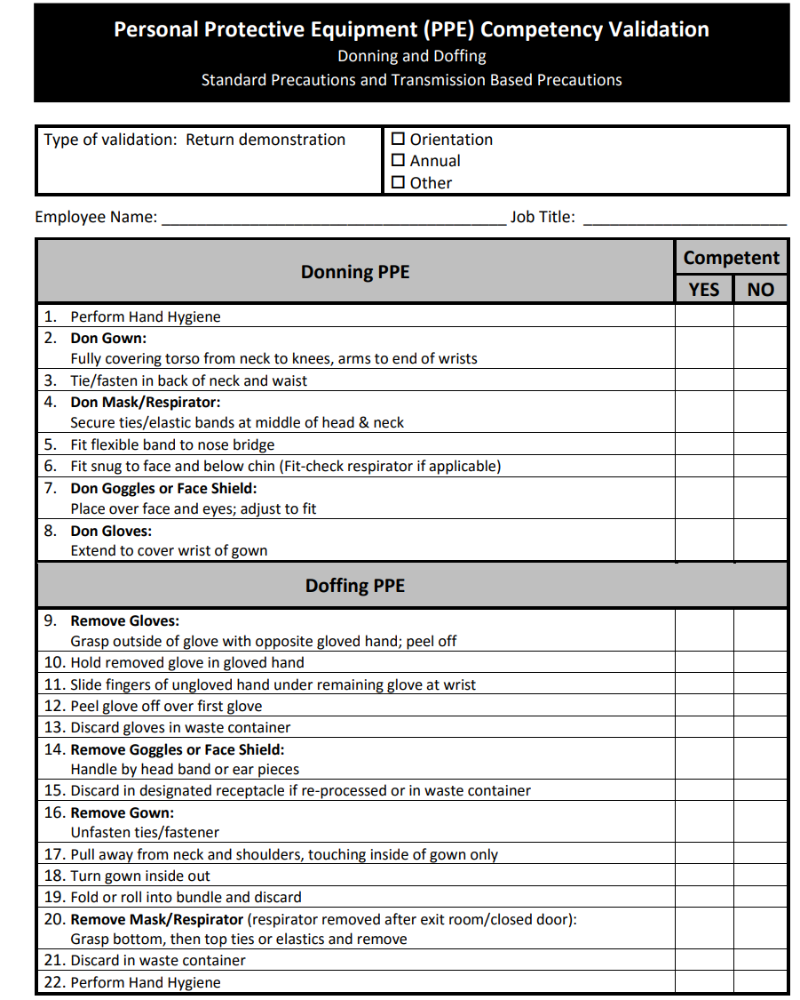 Personal Protective Equipment (PPE) Competency Validation
Donning and Doffing
Standard Precautions and Transmission Based Precautions
Type of validation: Return demonstration
☐ Orientation
☐ Annual
☐ Other
Employee Name: ______________________________________ Job Title: ______________________
Donning PPE
Competent
YES NO
1. Perform Hand Hygiene
2. Don Gown:
Fully covering torso from neck to knees, arms to end of wrists
3. Tie/fasten in back of neck and waist
4. Don Mask/Respirator:
Secure ties/elastic bands at middle of head & neck
5. Fit flexible band to nose bridge
6. Fit snug to face and below chin (Fit-check respirator if applicable)
7. Don Goggles or Face Shield:
Place over face and eyes; adjust to fit
8. Don Gloves:
Extend to cover wrist of gown
Doffing PPE
9. Remove Gloves:
Grasp outside of glove with opposite gloved hand; peel off
10. Hold removed glove in gloved hand
11. Slide fingers of ungloved hand under remaining glove at wrist
12. Peel glove off over first glove
13. Discard gloves in waste container
14. Remove Goggles or Face Shield:
Handle by head band or ear pieces
15. Discard in designated receptacle if re-processed or in waste container
16. Remove Gown:
Unfasten ties/fastener
17. Pull away from neck and shoulders, touching inside of gown only
18. Turn gown inside out
19. Fold or roll into bundle and discard
20. Remove Mask/Respirator (respirator removed after exit room/closed door):
Grasp bottom, then top ties or elastics and remove
21. Discard in waste container
22. Perform Hand Hygiene